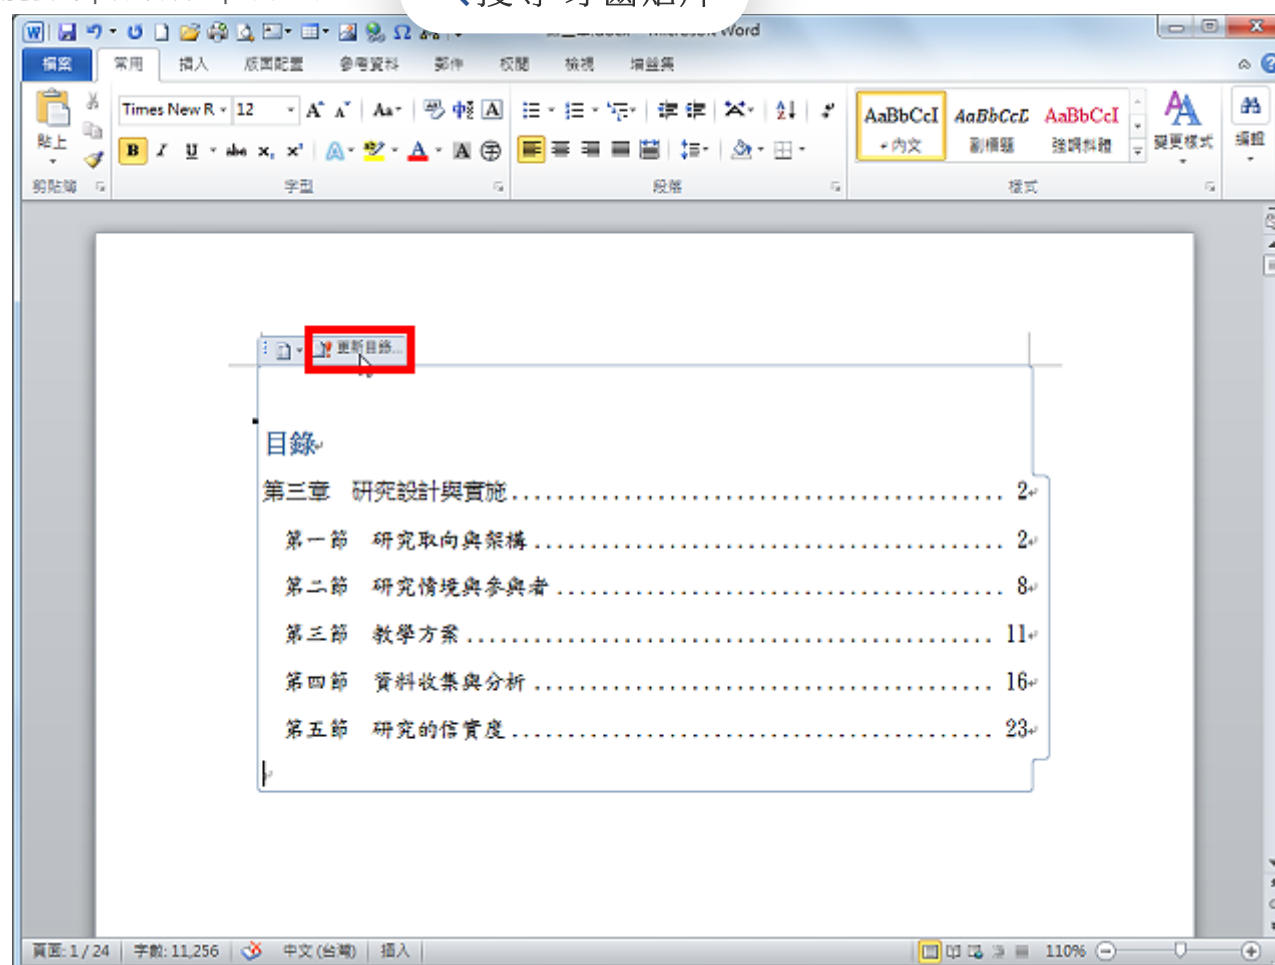 Microsoft Word
檔案 常用 插入 版面配置 參考資料 郵件 校閱 檢視 增益集
Times New R 12 A A Aa A
貼上 B I U abc x, x² A A A
AaBbCcI AaBbCcD AaBbCcI
內文 副標題 強調斜體 變更樣式 編輯
剪貼簿 字型 段落 樣式
更新目錄...
目錄
第三章 研究設計與實施 2
第一節 研究取向與架構 2
第二節 研究情境與參與者 8
第三節 教學方案 11
第四節 資料收集與分析 16
第五節 研究的信實度 23
頁面: 1 / 24 字數: 11,256 中文 (台灣) 插入 110%